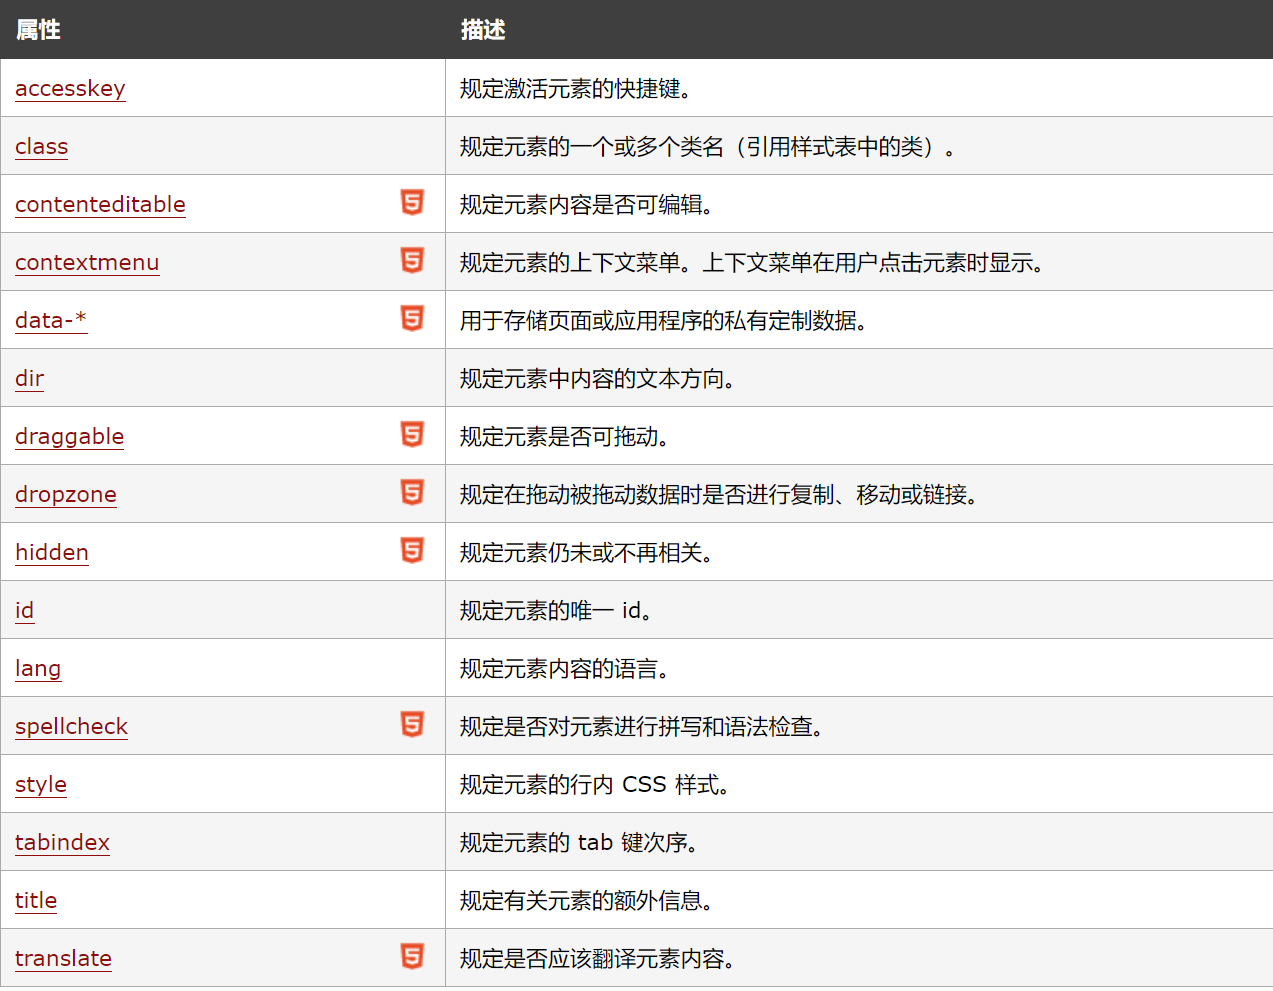 属性 描述
accesskey 规定激活元素的快捷键。
class 规定元素的一个或多个类名（引用样式表中的类）。
contenteditable 5 规定元素内容是否可编辑。
contextmenu 5 规定元素的上下文菜单。上下文菜单在用户点击元素时显示。
data-* 5 用于存储页面或应用程序的私有定制数据。
dir 规定元素中内容的文本方向。
draggable 5 规定元素是否可拖动。
dropzone 5 规定在拖动被拖动数据时是否进行复制、移动或链接。
hidden 5 规定元素仍未或不再相关。
id 规定元素的唯一 id。
lang 规定元素内容的语言。
spellcheck 5 规定是否对元素进行拼写和语法检查。
style 规定元素的行内 CSS 样式。
tabindex 规定元素的 tab 键次序。
title 规定有关元素的额外信息。
translate 5 规定是否应该翻译元素内容。